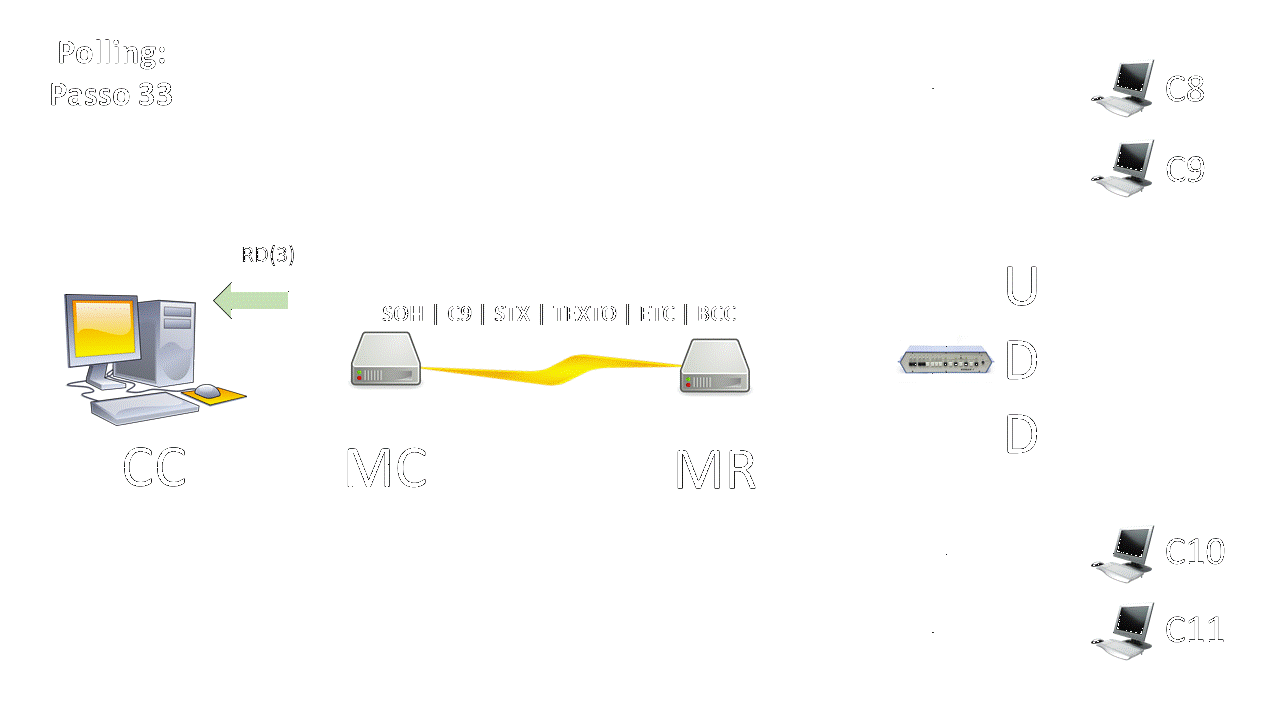 Polling:
Passo 33
C8
C9
RD(3)
SOH | C9 | STX | TEXTO | ETC | BCC
U
D
D
CC
MC
MR
C10
C11